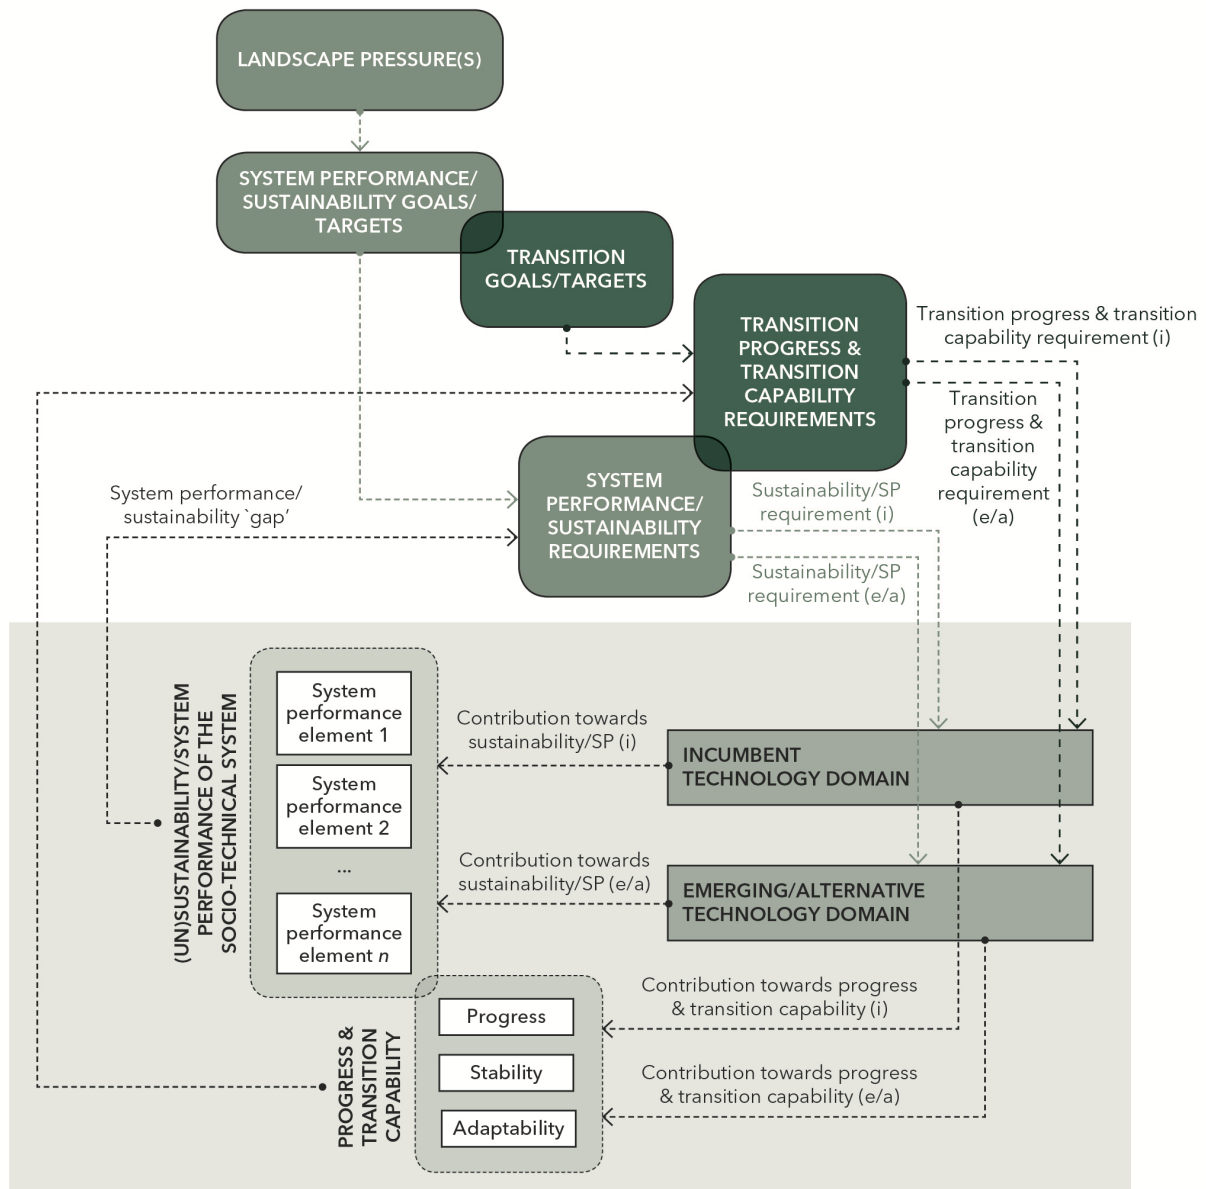 LANDSCAPE PRESSURE(S)
SYSTEM PERFORMANCE/
SUSTAINABILITY GOALS/
TARGETS
TRANSITION
GOALS/TARGETS
TRANSITION
PROGRESS &
TRANSITION
CAPABILITY
REQUIREMENTS
Transition progress & transition
capability requirement (i)
Transition
progress &
transition
capability
requirement
(e/a)
SYSTEM
PERFORMANCE/
SUSTAINABILITY
REQUIREMENTS
Sustainability/SP
requirement (i)
Sustainability/SP
requirement (e/a)
System performance/
sustainability `gap’
(UN)SUSTAINABILITY/SYSTEM
PERFORMANCE OF THE
SOCIO-TECHNICAL SYSTEM
System
performance
element 1
System
performance
element 2
...
System
performance
element n
Contribution towards
sustainability/SP (i)
INCUMBENT
TECHNOLOGY DOMAIN
Contribution towards
sustainability/SP (e/a)
EMERGING/ALTERNATIVE
TECHNOLOGY DOMAIN
PROGRESS &
TRANSITION
CAPABILITY
Progress
Stability
Adaptability
Contribution towards progress
& transition capability (i)
Contribution towards progress
& transition capability (e/a)